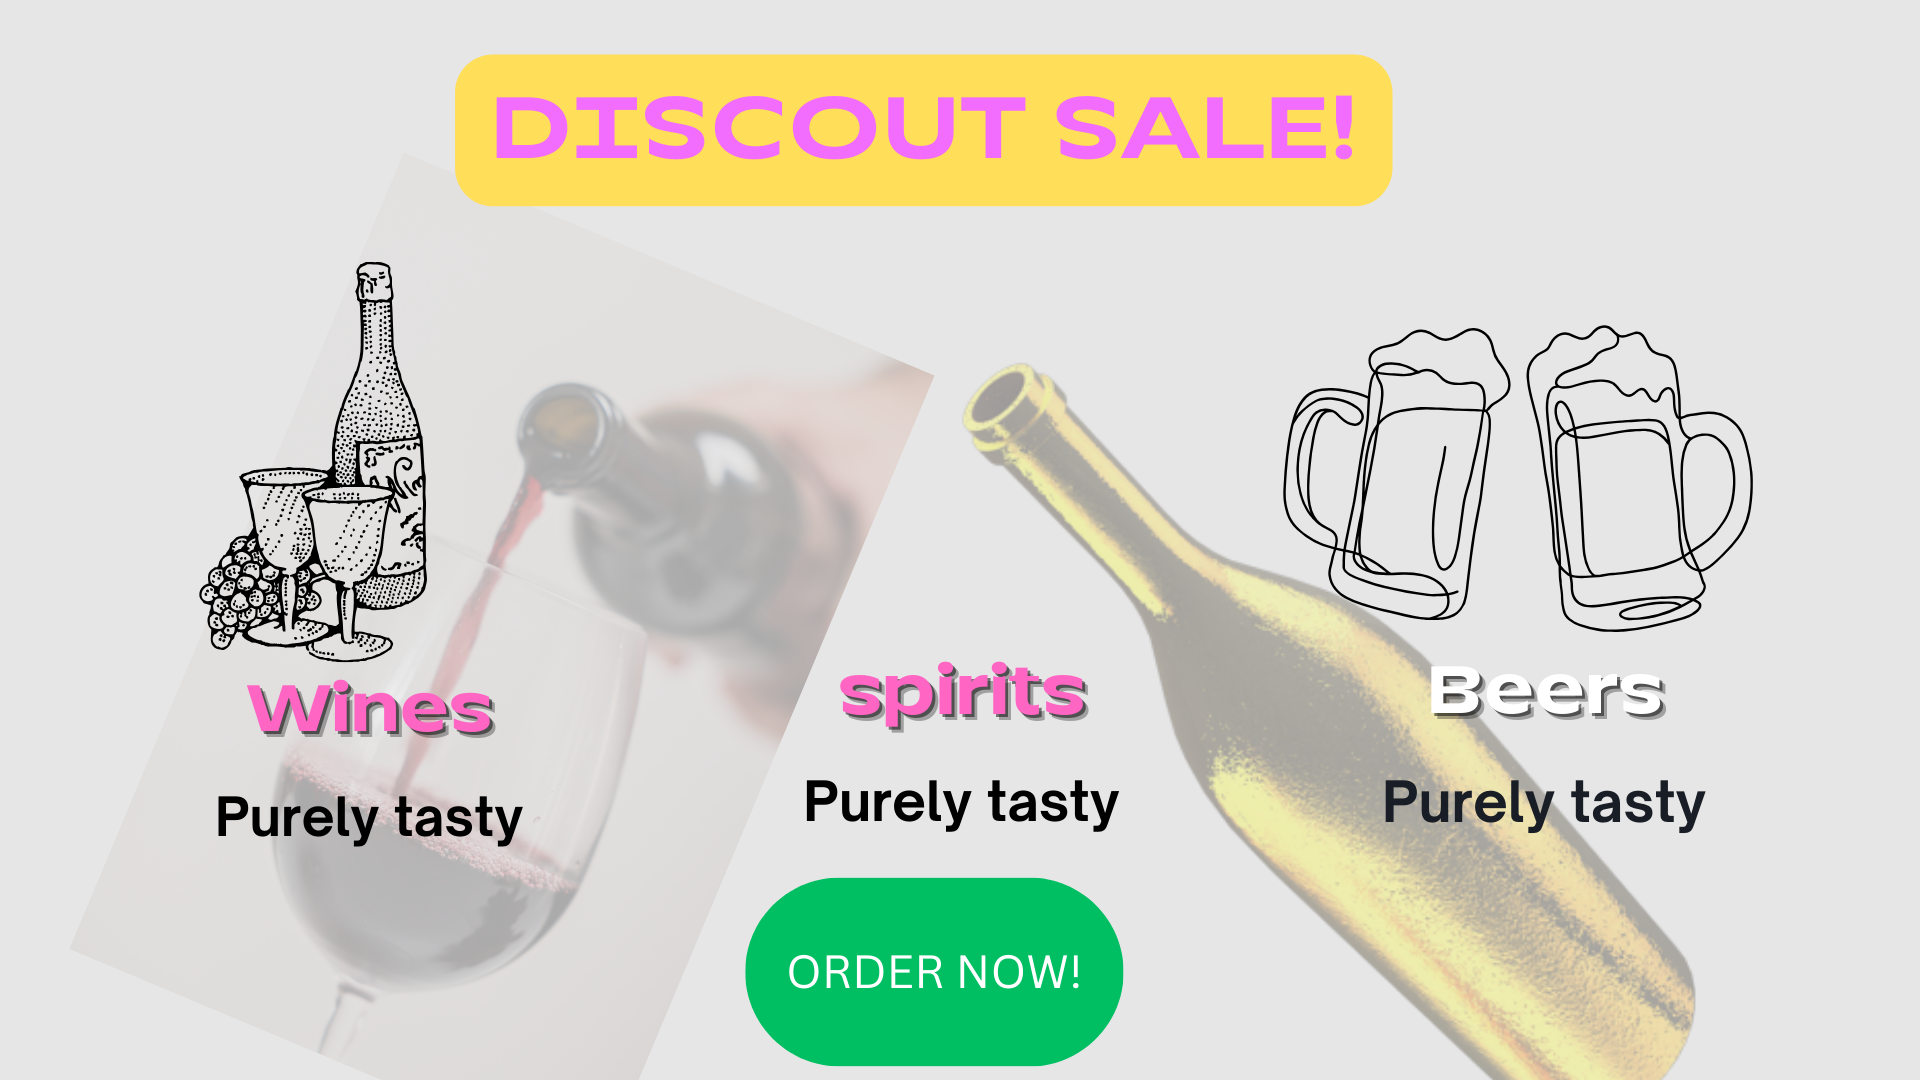 DISCOUT SALE!
Wines
spirits
Beers
Purely tasty
Purely tasty
Purely tasty
ORDER NOW!